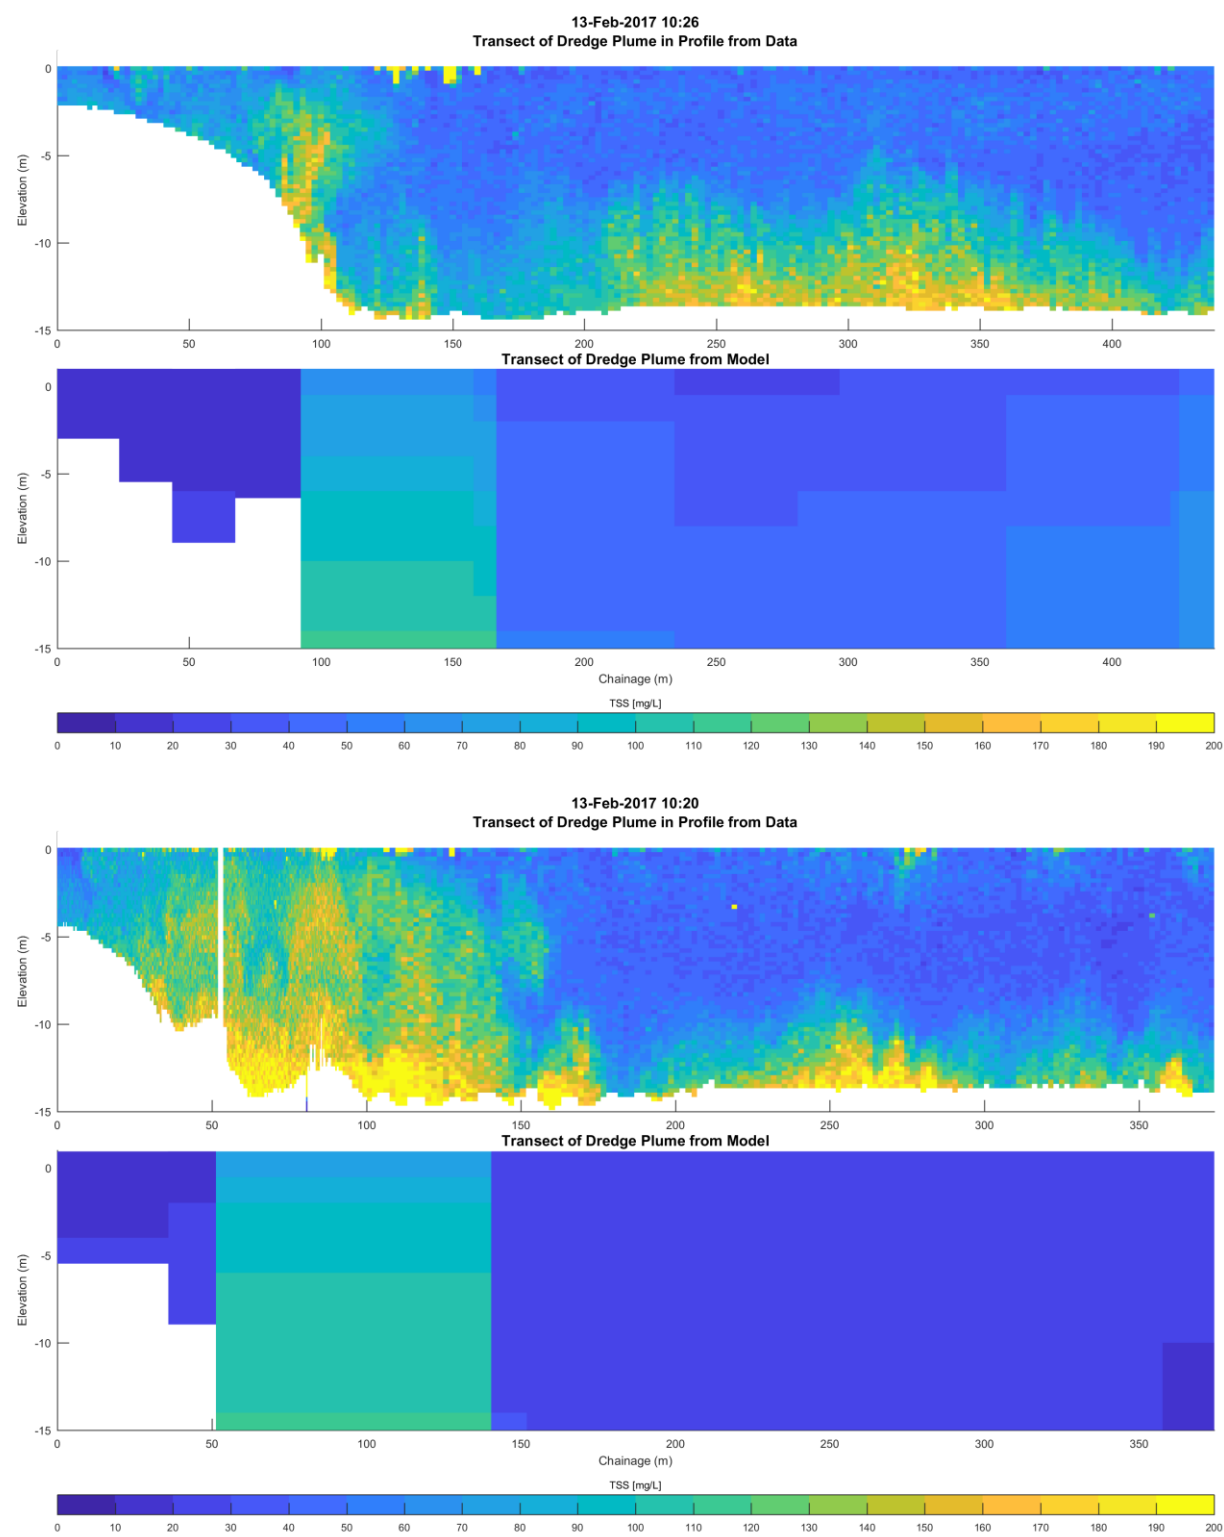 13-Feb-2017 10:26
Transect of Dredge Plume in Profile from Data
0
-5
-10
-15
Elevation (m)
0 50 100 150 200 250 300 350 400
Transect of Dredge Plume from Model
0
-5
-10
-15
Elevation (m)
0 50 100 150 200 250 300 350 400
Chainage (m)
TSS [mg/L]
0 10 20 30 40 50 60 70 80 90 100 110 120 130 140 150 160 170 180 190 200
13-Feb-2017 10:20
Transect of Dredge Plume in Profile from Data
0
-5
-10
-15
Elevation (m)
0 50 100 150 200 250 300 350
Transect of Dredge Plume from Model
0
-5
-10
-15
Elevation (m)
0 50 100 150 200 250 300 350
Chainage (m)
TSS [mg/L]
0 10 20 30 40 50 60 70 80 90 100 110 120 130 140 150 160 170 180 190 200